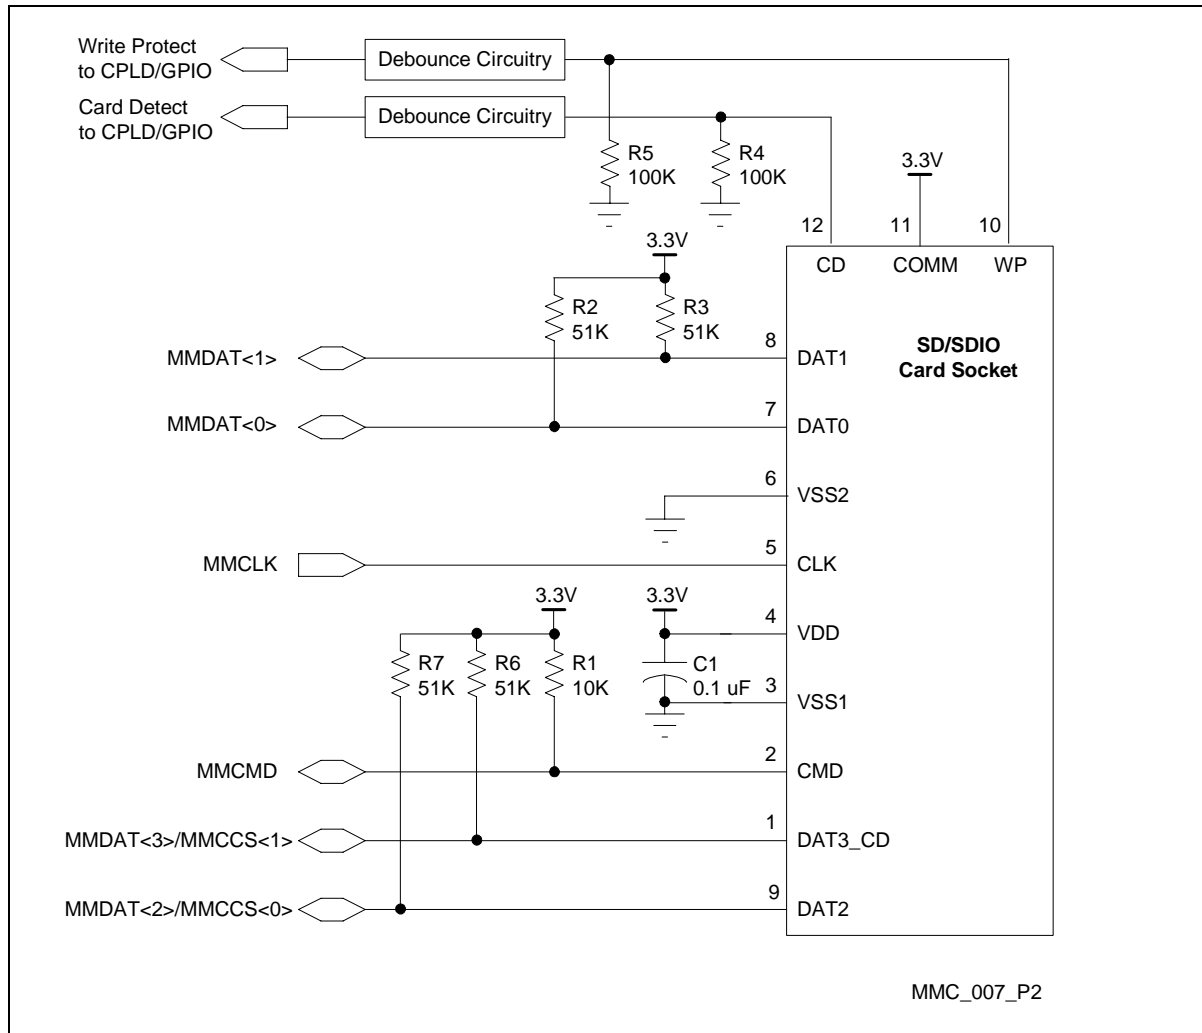 Write Protect
to CPLD/GPIO
Debounce Circuitry
Card Detect
to CPLD/GPIO
Debounce Circuitry
R5
100K
R4
100K
3.3V
12
11
10
CD
COMM
WP
3.3V
R2
51K
R3
51K
SD/SDIO
Card Socket
MMDAT<1>
8
DAT1
MMDAT<0>
7
DAT0
6
VSS2
MMCLK
5
CLK
3.3V
3.3V
4
VDD
R7
51K
R6
51K
R1
10K
C1
0.1 uF
3
VSS1
MMCMD
2
CMD
MMDAT<3>/MMCCS<1>
1
DAT3_CD
MMDAT<2>/MMCCS<0>
9
DAT2
MMC_007_P2